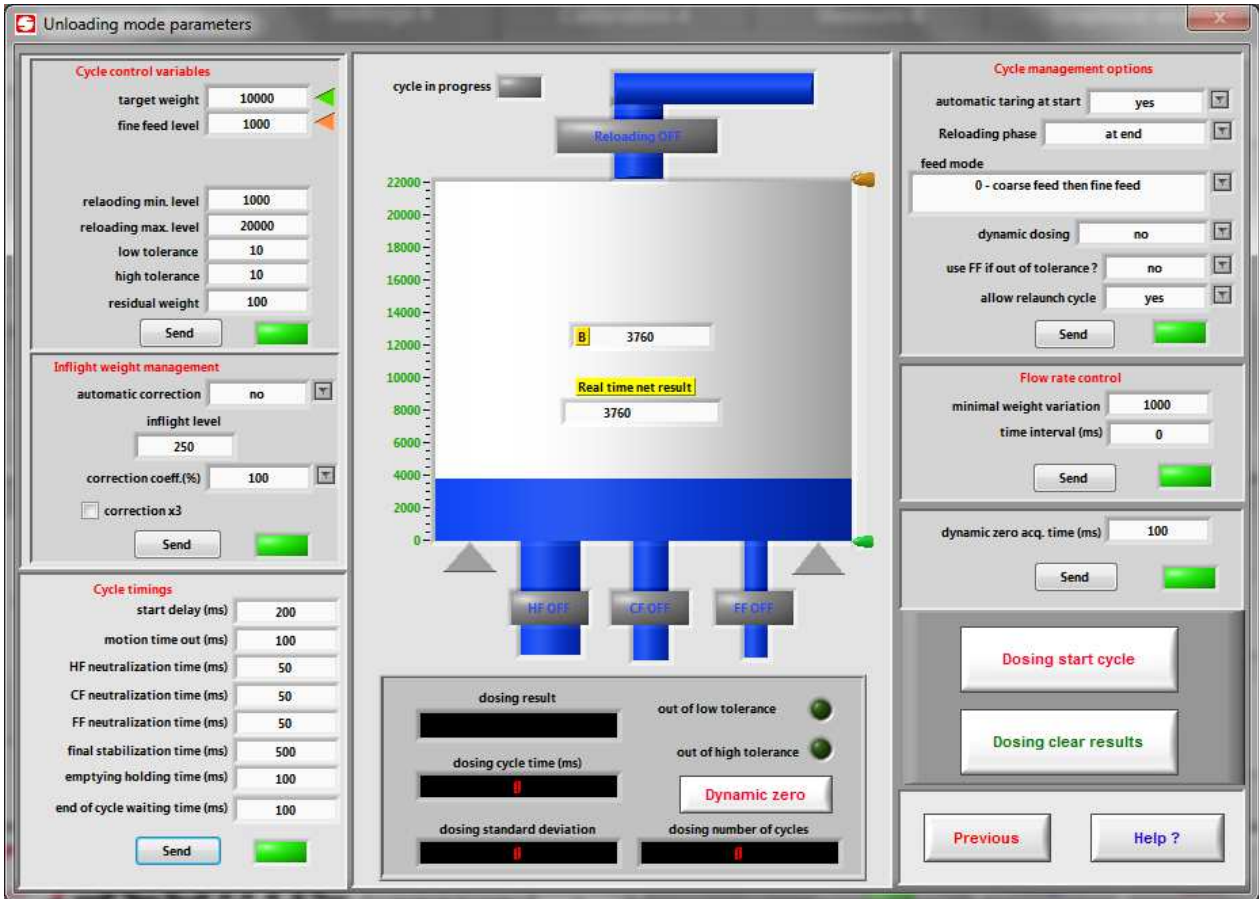 Unloading mode parameters
Cycle control variables
target weight 10000
fine feed level 1000
relaoding min. level 1000
reloading max. level 20000
low tolerance 10
high tolerance 10
residual weight 100
Send
Inflight weight management
automatic correction no
inflight level
250
correction coeff.(%) 100
correction x3
Send
Cycle timings
start delay (ms) 200
motion time out (ms) 100
HF neutralization time (ms) 50
CF neutralization time (ms) 50
FF neutralization time (ms) 50
final stabilization time (ms) 500
emptying holding time (ms) 100
end of cycle waiting time (ms) 100
Send
cycle in progress
Reloading OFF
22000
20000
18000
16000
14000
12000
10000
8000
6000
4000
2000
0
B 3760
Real time net result
3760
HF OFF CF OFF FF OFF
dosing result
out of low tolerance
out of high tolerance
dosing cycle time (ms)
0
Dynamic zero
dosing standard deviation
0
dosing number of cycles
0
Cycle management options
automatic taring at start yes
Reloading phase at end
feed mode
0 - coarse feed then fine feed
dynamic dosing no
use FF if out of tolerance ? no
allow relaunch cycle yes
Send
Flow rate control
minimal weight variation 1000
time interval (ms) 0
Send
dynamic zero acq. time (ms) 100
Send
Dosing start cycle
Dosing clear results
Previous
Help ?